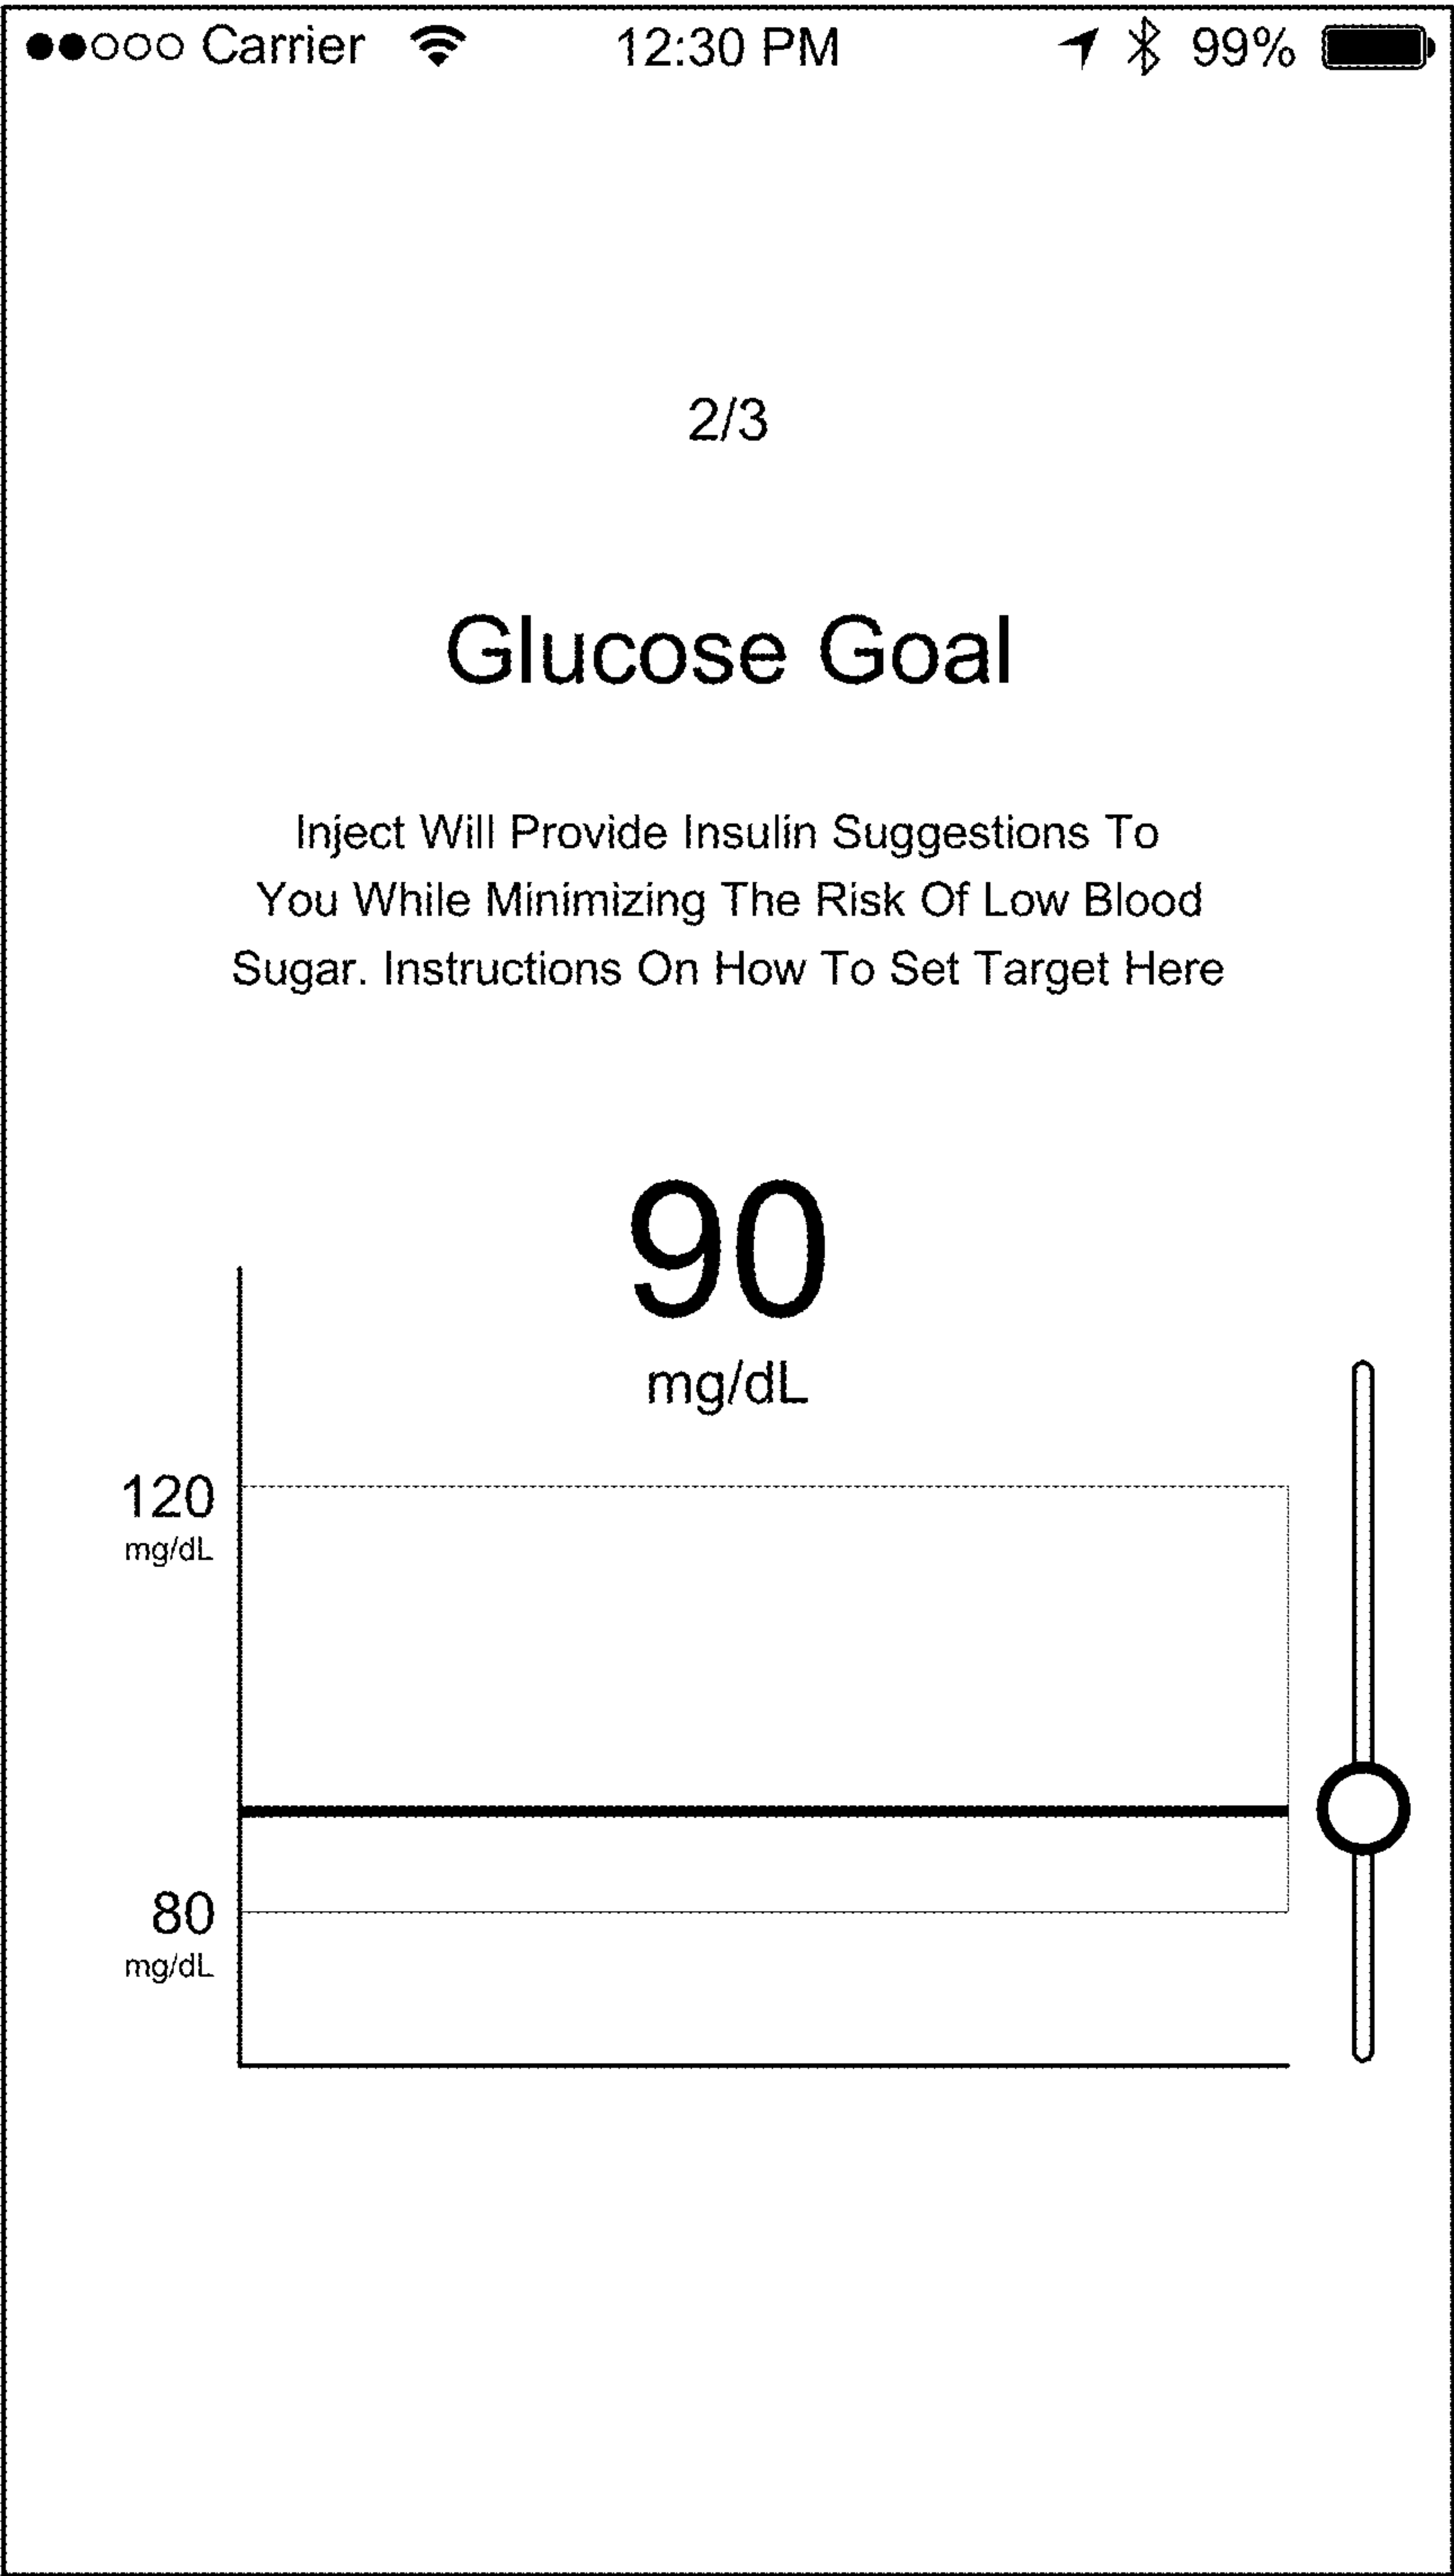 Carrier 12:30 PM 99%
2/3
Glucose Goal
Inject Will Provide Insulin Suggestions To
You While Minimizing The Risk Of Low Blood
Sugar. Instructions On How To Set Target Here
90
mg/dL
120
mg/dL
80
mg/dL